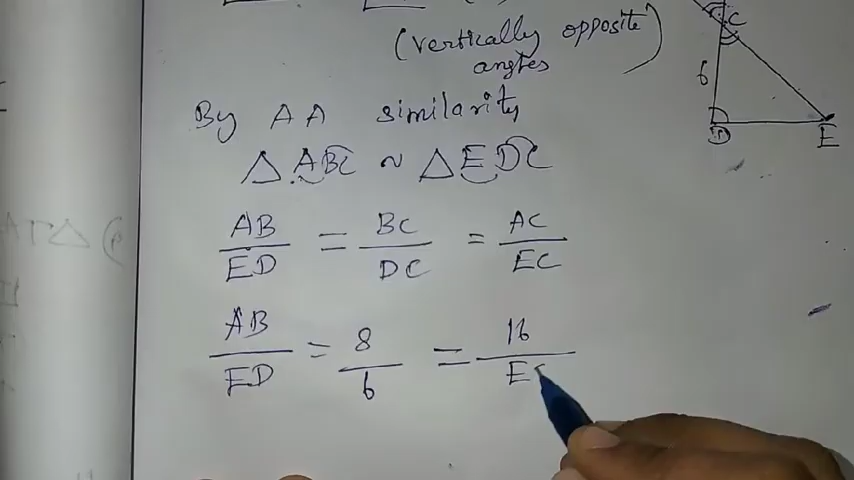 (vertically opposite angles)
By AA similarity
△ABC ~ △EDC
AB/ED = BC/DC = AC/EC
AB/ED = 8/6 = 16/EC
C
6
D
E